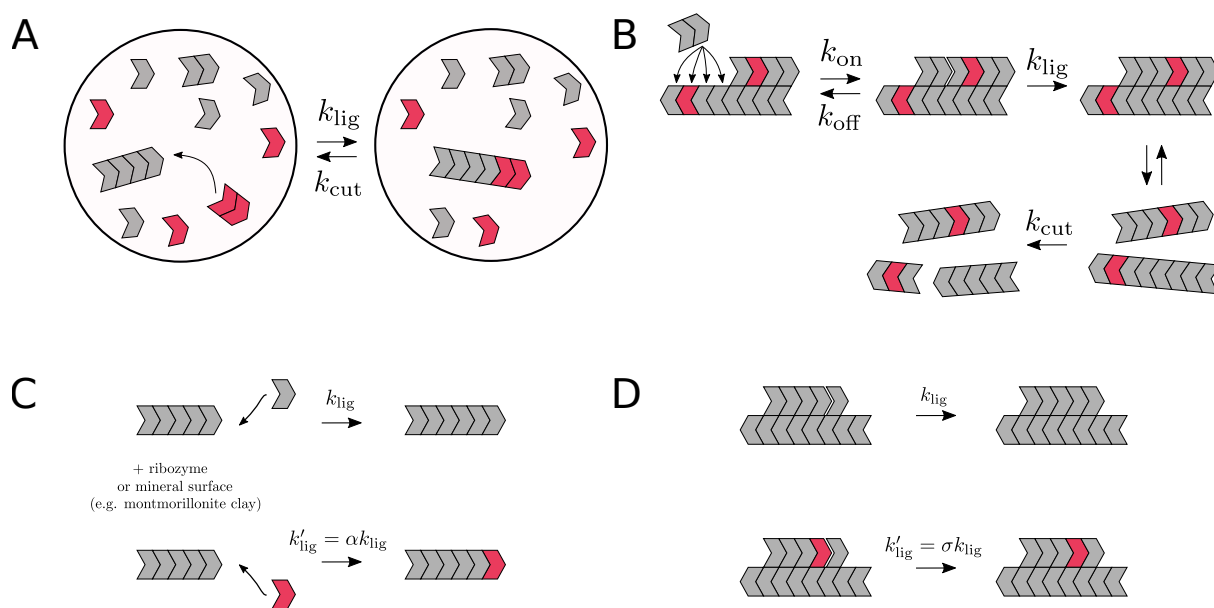 A
k_lig
k_cut
B
k_on
k_off
k_lig
k_cut
C
k_lig
+ ribozyme
or mineral surface
(e.g. montmorillonite clay)
k′_lig = αk_lig
D
k_lig
k′_lig = σk_lig